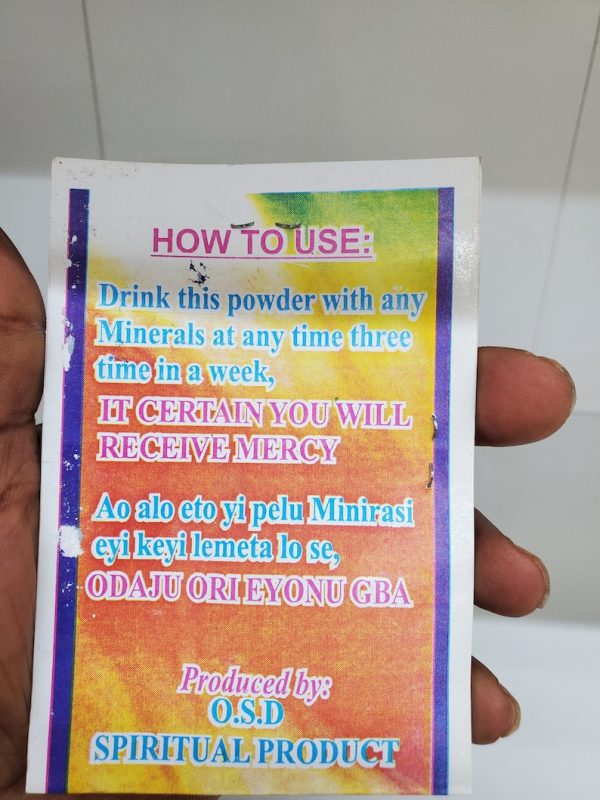 HOW TO USE:
Drink this powder with any
Minerals at any time three
time in a week,
IT CERTAIN YOU WILL
RECEIVE MERCY
Ao alo eto yi pelu Minirasi
eyi keyi lemeta lo se,
ODAJU ORI EYONU GBA
Produced by:
O.S.D
SPIRITUAL PRODUCT